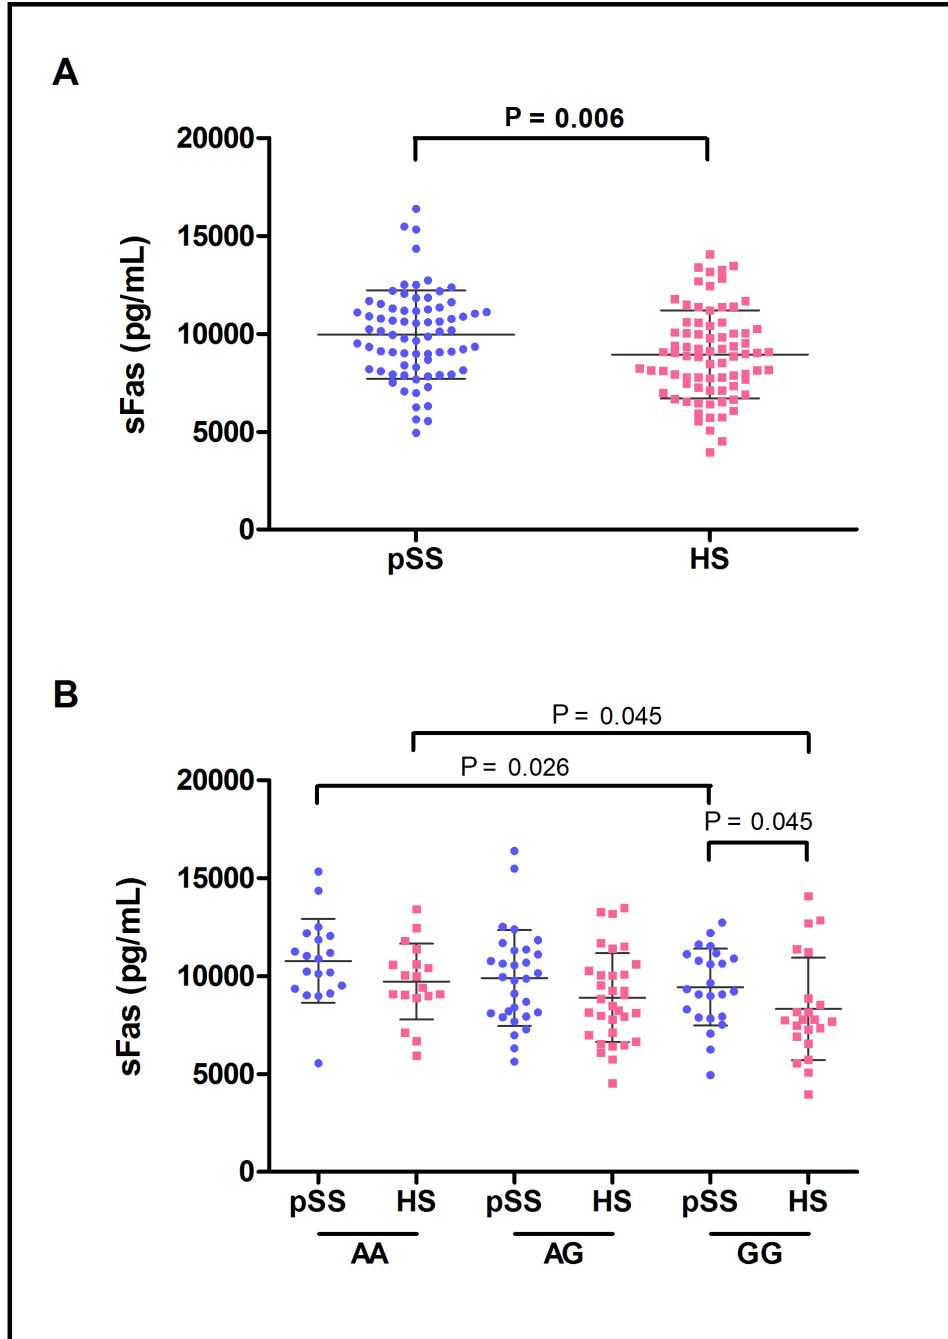 A
P = 0.006
20000
15000
10000
5000
0
sFas (pg/mL)
pSS HS
B
P = 0.045
P = 0.026
P = 0.045
20000
15000
10000
5000
0
sFas (pg/mL)
pSS HS pSS HS pSS HS
AA AG GG